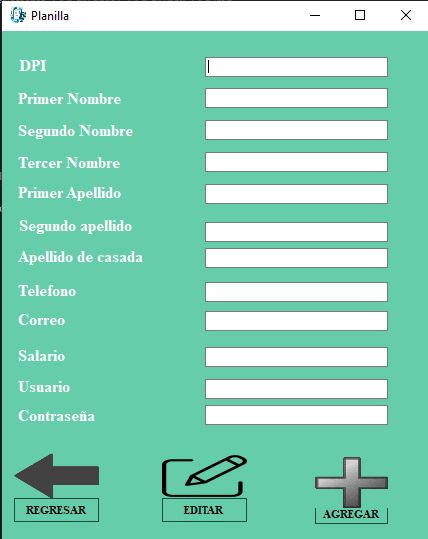 Planilla
DPI
Primer Nombre
Segundo Nombre
Tercer Nombre
Primer Apellido
Segundo apellido
Apellido de casada
Telefono
Correo
Salario
Usuario
Contraseña
REGRESAR
EDITAR
AGREGAR